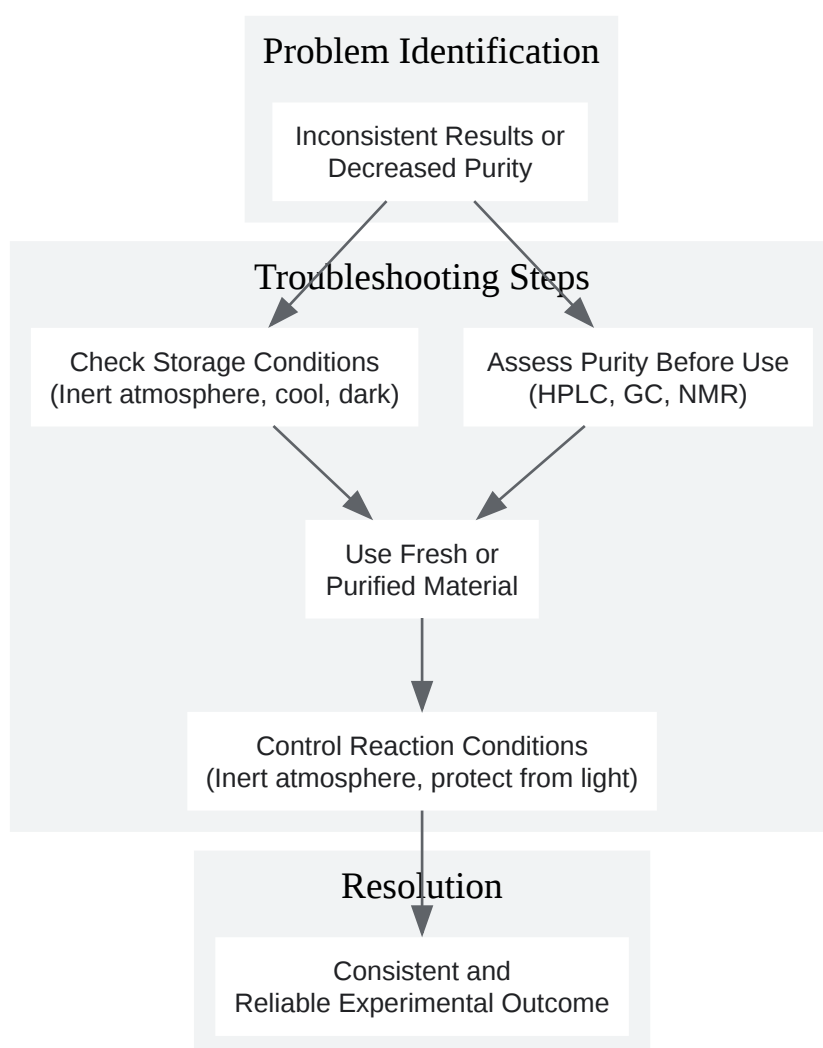 Problem Identification
Inconsistent Results or
Decreased Purity
Troubleshooting Steps
Check Storage Conditions
(Inert atmosphere, cool, dark)
Assess Purity Before Use
(HPLC, GC, NMR)
Use Fresh or
Purified Material
Control Reaction Conditions
(Inert atmosphere, protect from light)
Resolution
Consistent and
Reliable Experimental Outcome